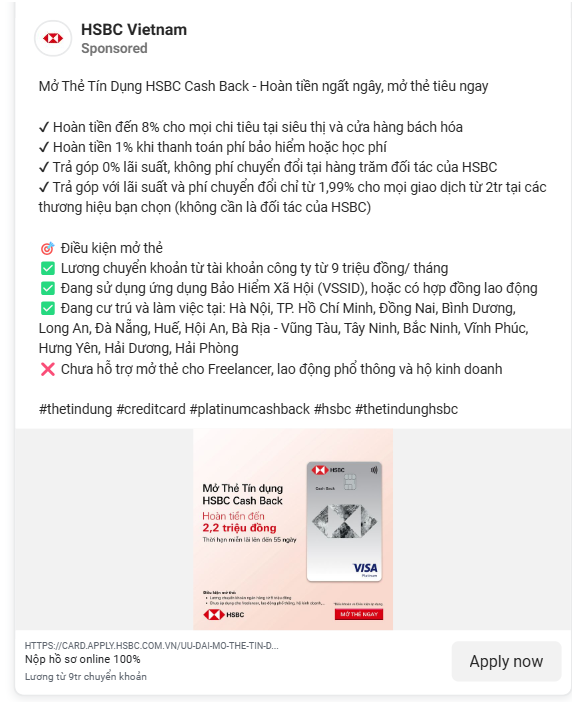 HSBC Vietnam
Sponsored
Mở Thẻ Tín Dụng HSBC Cash Back - Hoàn tiền ngất ngây, mở thẻ tiêu ngay
✓ Hoàn tiền đến 8% cho mọi chi tiêu tại siêu thị và cửa hàng bách hóa
✓ Hoàn tiền 1% khi thanh toán phí bảo hiểm hoặc học phí
✓ Trả góp 0% lãi suất, không phí chuyển đổi tại hàng trăm đối tác của HSBC
✓ Trả góp với lãi suất và phí chuyển đổi chỉ từ 1,99% cho mọi giao dịch từ 2tr tại các
thương hiệu bạn chọn (không cần là đối tác của HSBC)
🎯 Điều kiện mở thẻ
✅ Lương chuyển khoản từ tài khoản công ty từ 9 triệu đồng/ tháng
✅ Đang sử dụng ứng dụng Bảo Hiểm Xã Hội (VSSID), hoặc có hợp đồng lao động
✅ Đang cư trú và làm việc tại: Hà Nội, TP. Hồ Chí Minh, Đồng Nai, Bình Dương,
Long An, Đà Nẵng, Huế, Hội An, Bà Rịa - Vũng Tàu, Tây Ninh, Bắc Ninh, Vĩnh Phúc,
Hưng Yên, Hải Dương, Hải Phòng
❌ Chưa hỗ trợ mở thẻ cho Freelancer, lao động phổ thông và hộ kinh doanh
#thetindung #creditcard #platinumcashback #hsbc #thetindunghsbc
Mở Thẻ Tín dụng
HSBC Cash Back
Hoàn tiền đến
2,2 triệu đồng
Thời hạn miễn lãi lên đến 55 ngày
HSBC
Cash Back
VISA
Platinum
Điều kiện mở thẻ:
HSBC
MỞ THẺ NGAY
HTTPS://CARD.APPLY.HSBC.COM.VN/UU-DAI-MO-THE-TIN-D...
Nộp hồ sơ online 100%
Lương từ 9tr chuyển khoản
Apply now